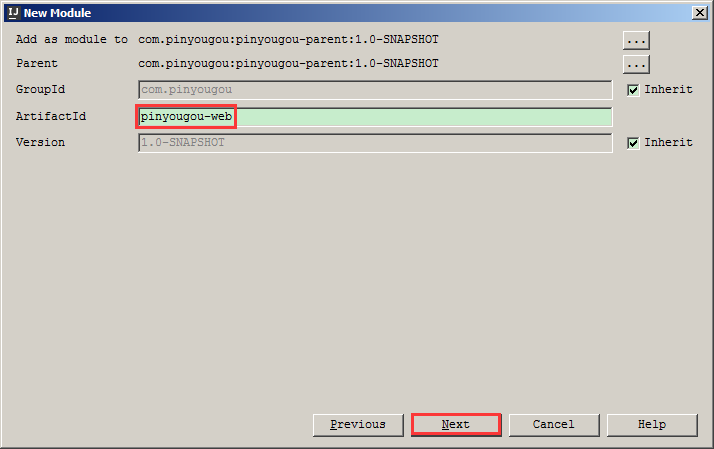 IJ New Module
Add as module to com.pinyougou:pinyougou-parent:1.0-SNAPSHOT ...
Parent com.pinyougou:pinyougou-parent:1.0-SNAPSHOT ...
GroupId com.pinyougou Inherit
ArtifactId pinyougou-web
Version 1.0-SNAPSHOT Inherit
Previous Next Cancel Help